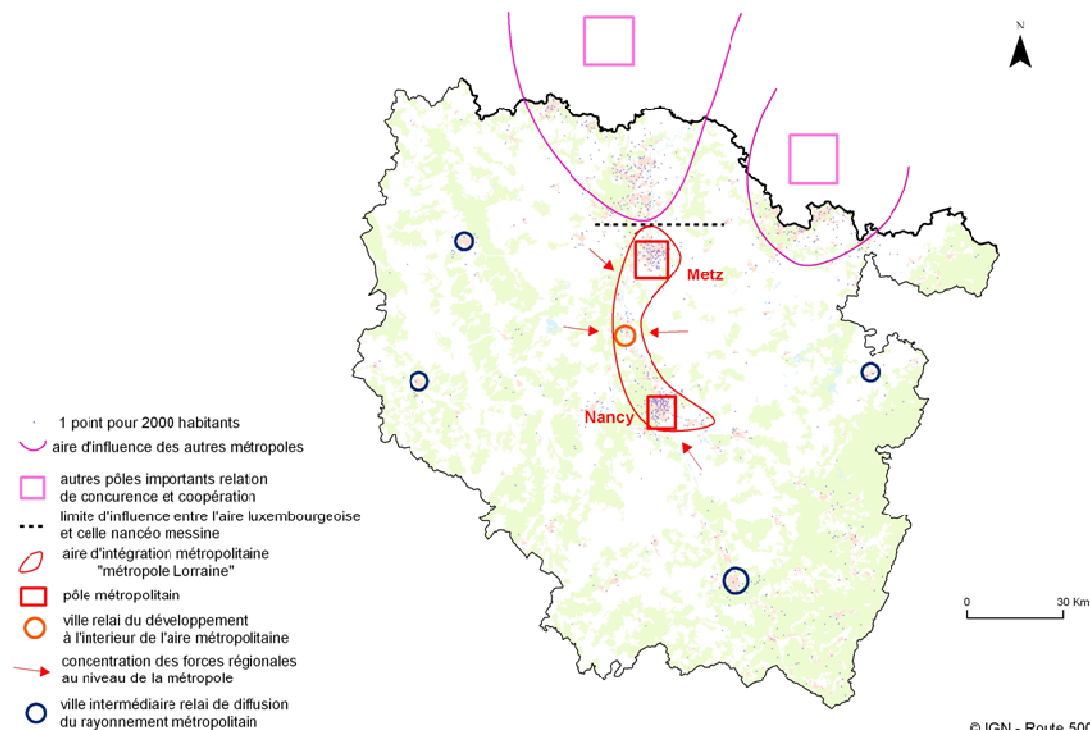 N
Metz
Nancy
1 point pour 2000 habitants
aire d'influence des autres métropoles
autres pôles importants relation
de concurence et coopération
limite d'influence entre l'aire luxembourgeoise
et celle nancéo messine
aire d'intégration métropolitaine
"métropole Lorraine"
pôle métropolitain
ville relai du développement
à l'interieur de l'aire métropolitaine
concentration des forces régionales
au niveau de la métropole
ville intermédiaire relai de diffusion
du rayonnement métropolitain
0 30 Km
© IGN - Route 500